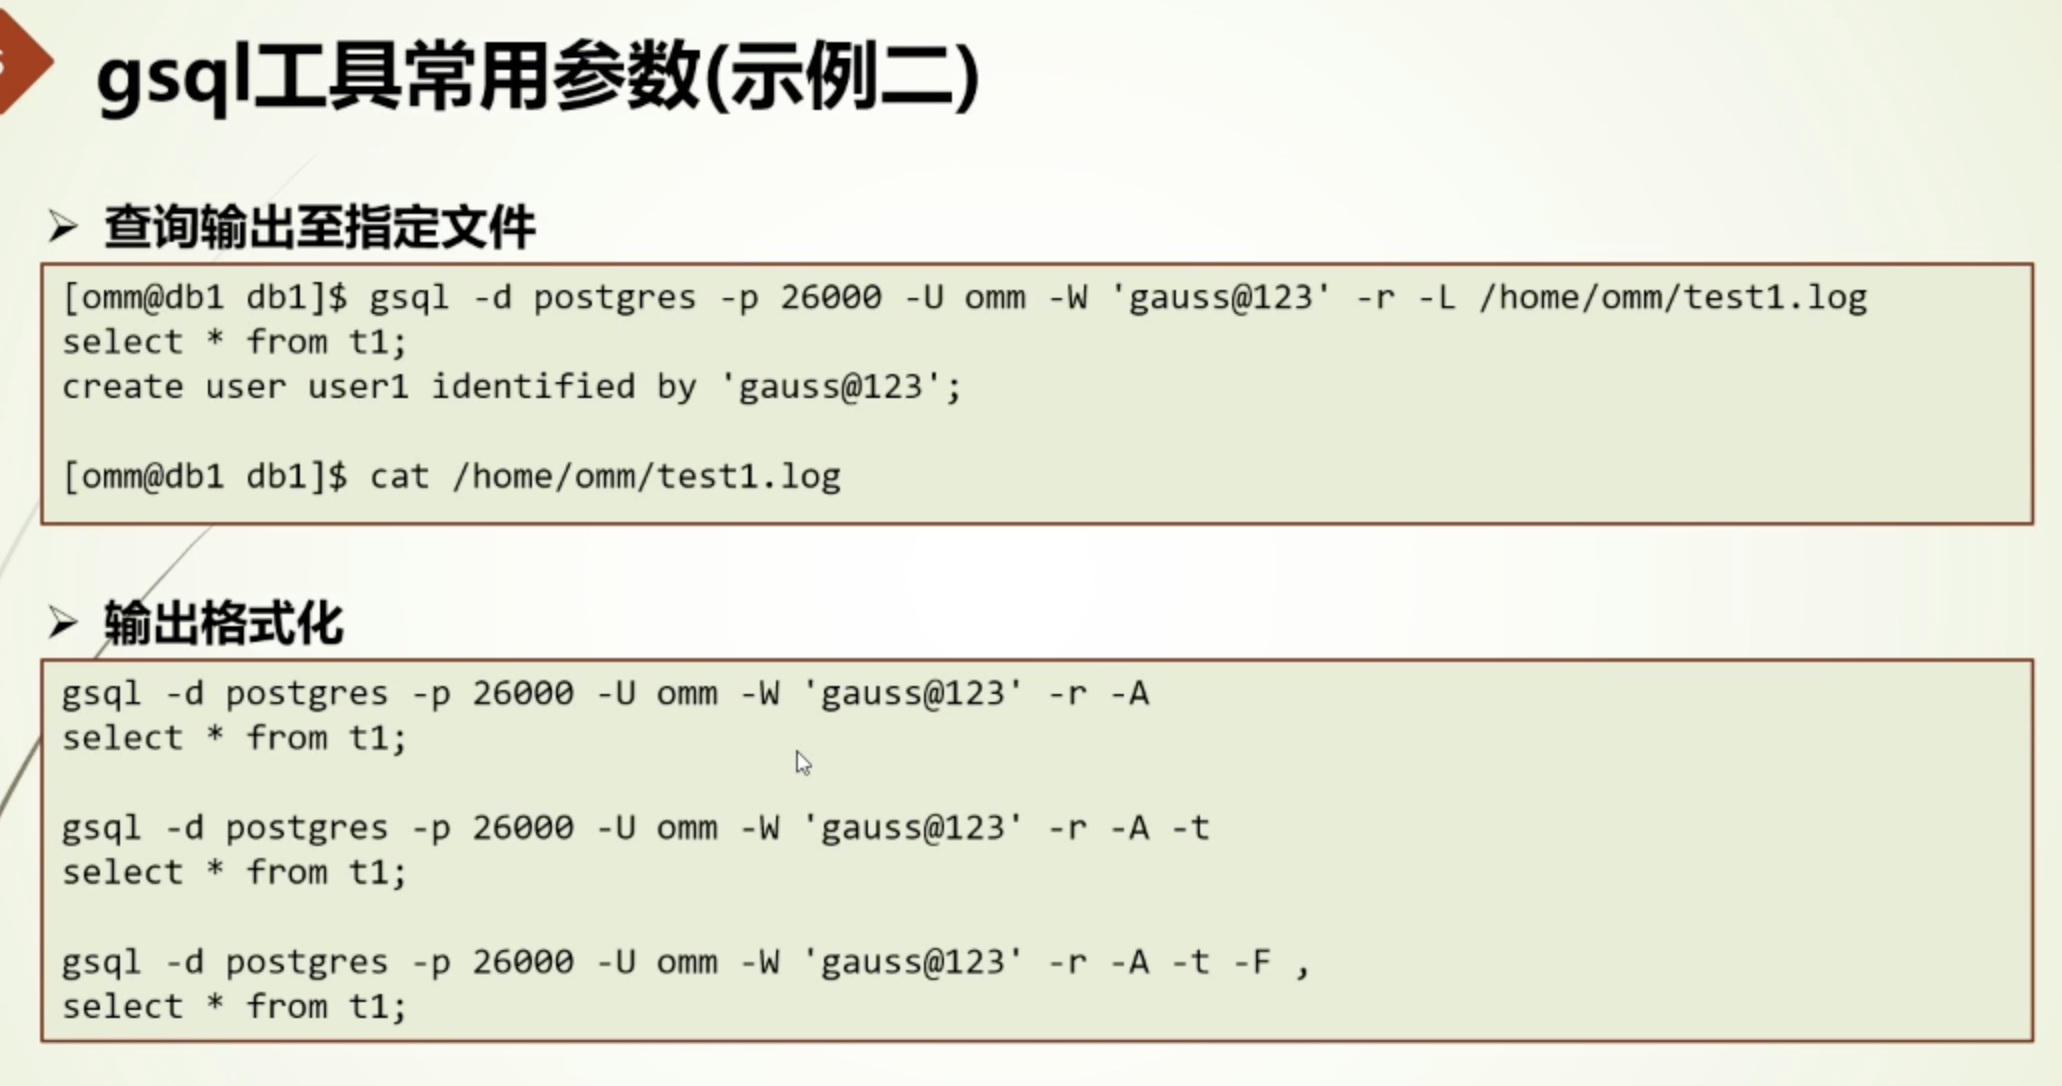 gsql工具常用参数(示例二)
查询输出至指定文件
[omm@db1 db1]$ gsql -d postgres -p 26000 -U omm -W 'gauss@123' -r -L /home/omm/test1.log
select * from t1;
create user user1 identified by 'gauss@123';
[omm@db1 db1]$ cat /home/omm/test1.log
输出格式化
gsql -d postgres -p 26000 -U omm -W 'gauss@123' -r -A
select * from t1;
gsql -d postgres -p 26000 -U omm -W 'gauss@123' -r -A -t
select * from t1;
gsql -d postgres -p 26000 -U omm -W 'gauss@123' -r -A -t -F ,
select * from t1;